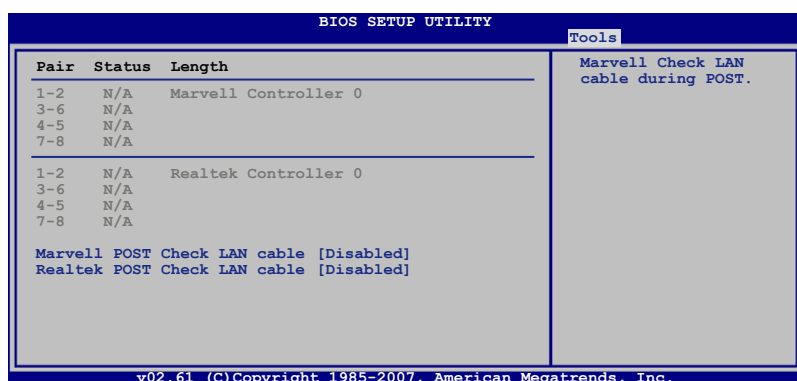 BIOS SETUP UTILITY
Tools
Pair Status Length
1-2 N/A Marvell Controller 0
3-6 N/A
4-5 N/A
7-8 N/A
1-2 N/A Realtek Controller 0
3-6 N/A
4-5 N/A
7-8 N/A
Marvell POST Check LAN cable [Disabled]
Realtek POST Check LAN cable [Disabled]
Marvell Check LAN
cable during POST.
v02.61 (C)Copyright 1985-2007, American Megatrends, Inc.